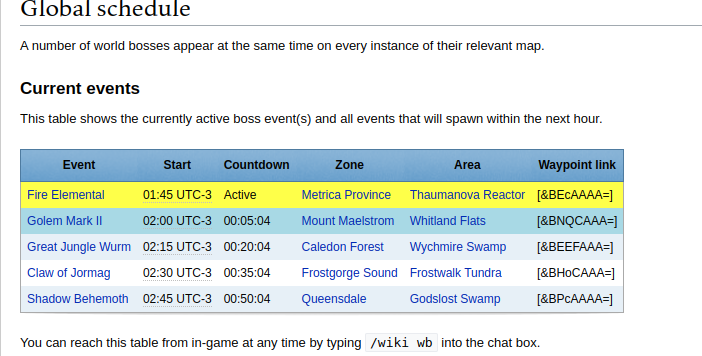 Global schedule
A number of world bosses appear at the same time on every instance of their relevant map.
Current events
This table shows the currently active boss event(s) and all events that will spawn within the next hour.
Event Start Countdown Zone Area Waypoint link
Fire Elemental 01:45 UTC-3 Active Metrica Province Thaumanova Reactor [&BEcAAAA=]
Golem Mark II 02:00 UTC-3 00:05:04 Mount Maelstrom Whitland Flats [&BNQCAAA=]
Great Jungle Wurm 02:15 UTC-3 00:20:04 Caledon Forest Wychmire Swamp [&BEEFAAA=]
Claw of Jormag 02:30 UTC-3 00:35:04 Frostgorge Sound Frostwalk Tundra [&BHoCAAA=]
Shadow Behemoth 02:45 UTC-3 00:50:04 Queensdale Godslost Swamp [&BPcAAAA=]
You can reach this table from in-game at any time by typing /wiki wb into the chat box.